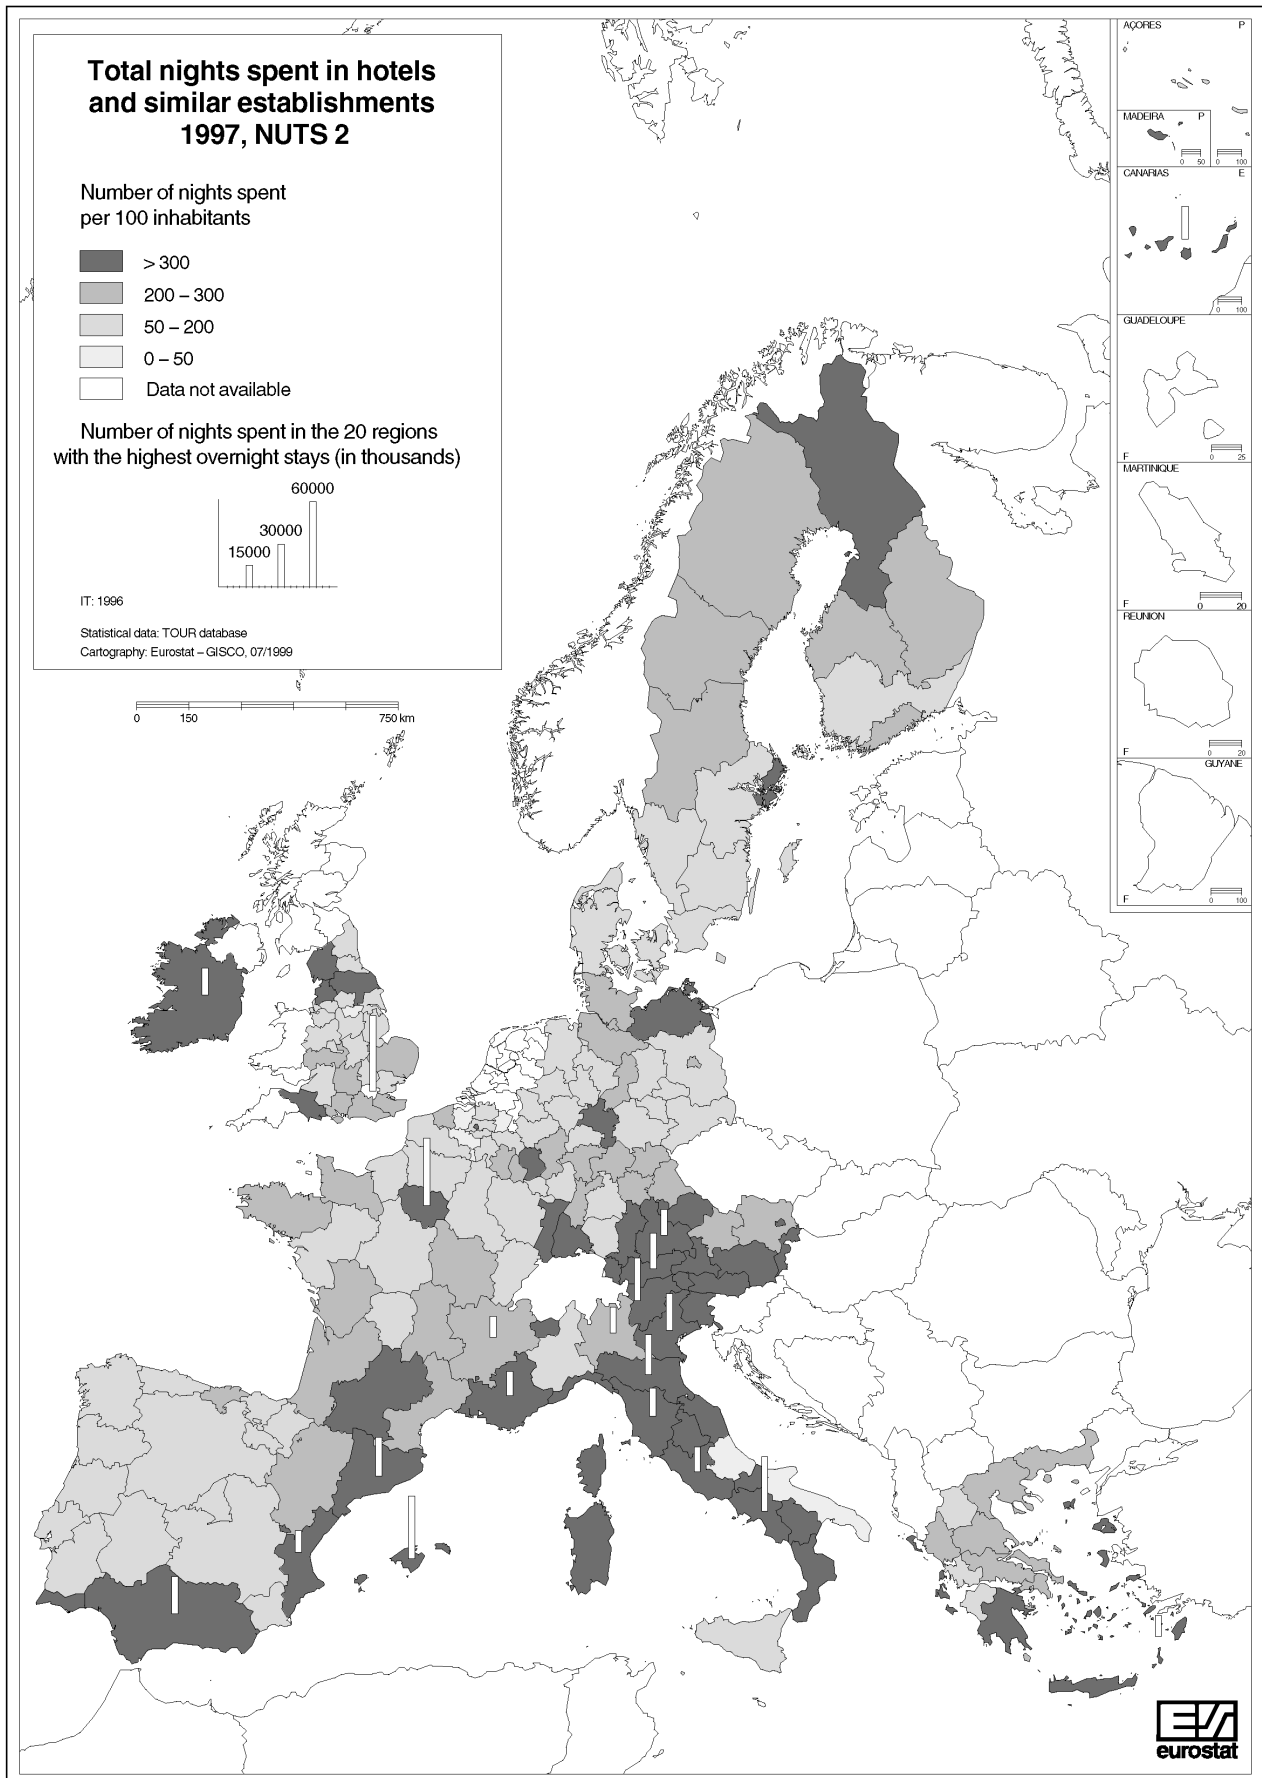 Total nights spent in hotels
and similar establishments
1997, NUTS 2
Number of nights spent
per 100 inhabitants
> 300
200 – 300
50 – 200
0 – 50
Data not available
Number of nights spent in the 20 regions
with the highest overnight stays (in thousands)
60000
30000
15000
IT: 1996
Statistical data: TOUR database
Cartography: Eurostat – GISCO, 07/1999
0 150 750 km
AÇORES P
MADEIRA P
0 50 0 100
CANARIAS E
0 100
GUADELOUPE
F 0 25
MARTINIQUE
F 0 20
REUNION
F 0 20
GUYANE
F 0 100
eurostat